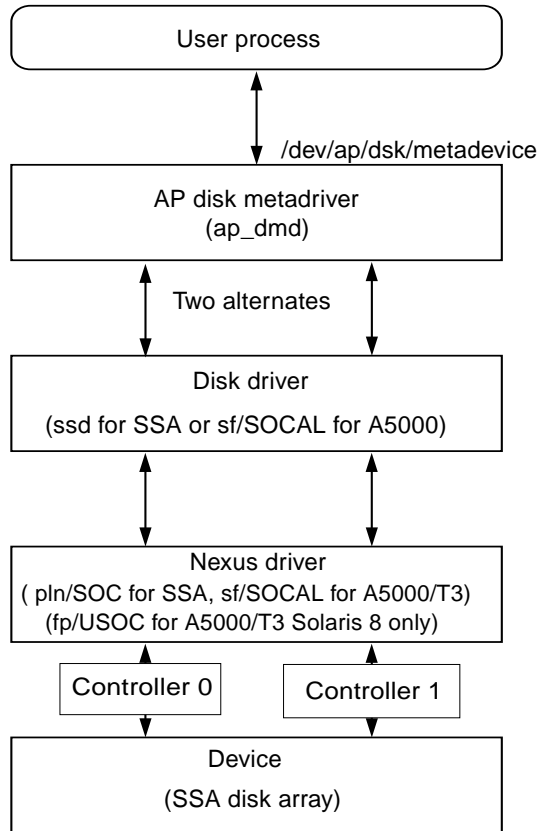 User process
/dev/ap/dsk/metadevice
AP disk metadriver
(ap_dmd)
Two alternates
Disk driver
(ssd for SSA or sf/SOCAL for A5000)
Nexus driver
( pln/SOC for SSA, sf/SOCAL for A5000/T3)
(fp/USOC for A5000/T3 Solaris 8 only)
Controller 0
Controller 1
Device
(SSA disk array)